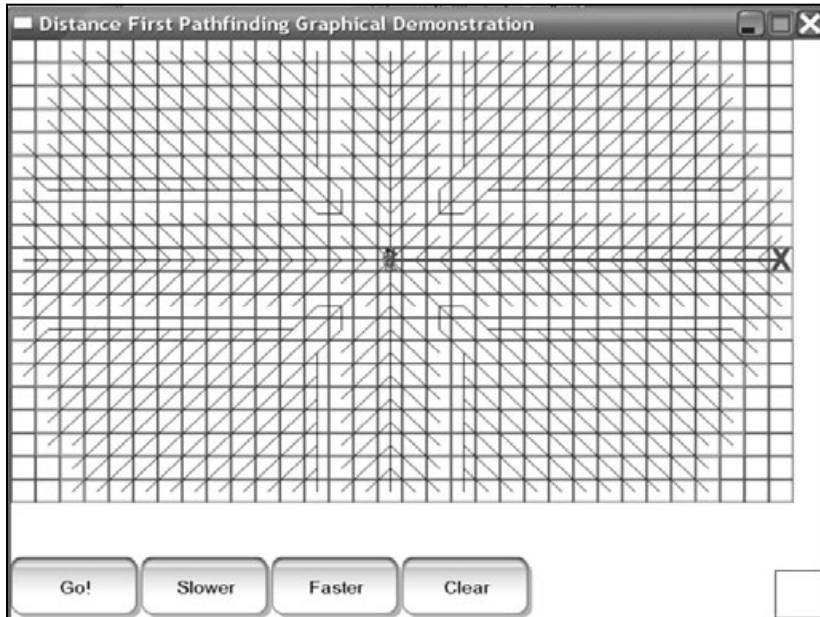 Distance First Pathfinding Graphical Demonstration
X
Go!
Slower
Faster
Clear